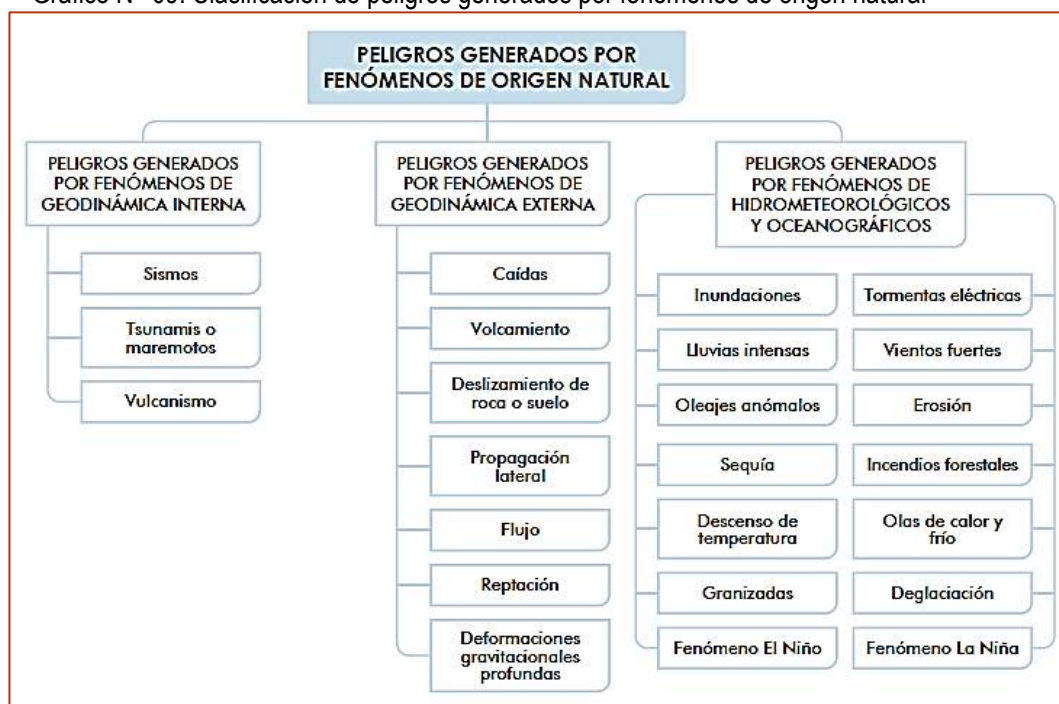 PELIGROS GENERADOS POR
FENÓMENOS DE ORIGEN NATURAL
PELIGROS GENERADOS
POR FENÓMENOS DE
GEODINÁMICA INTERNA
Sismos
Tsunamis o
maremotos
Vulcanismo
PELIGROS GENERADOS
POR FENÓMENOS DE
GEODINÁMICA EXTERNA
Caídas
Volcamiento
Deslizamiento de
roca o suelo
Propagación
lateral
Flujo
Reptación
Deformaciones
gravitacionales
profundas
PELIGROS GENERADOS
POR FENÓMENOS DE
HIDROMETEOROLÓGICOS
Y OCEANOGRÁFICOS
Inundaciones
Lluvias intensas
Oleajes anómalos
Sequía
Descenso de
temperatura
Granizadas
Fenómeno El Niño
Tormentas eléctricas
Vientos fuertes
Erosión
Incendios forestales
Olas de calor y
frío
Deglaciación
Fenómeno La Niña